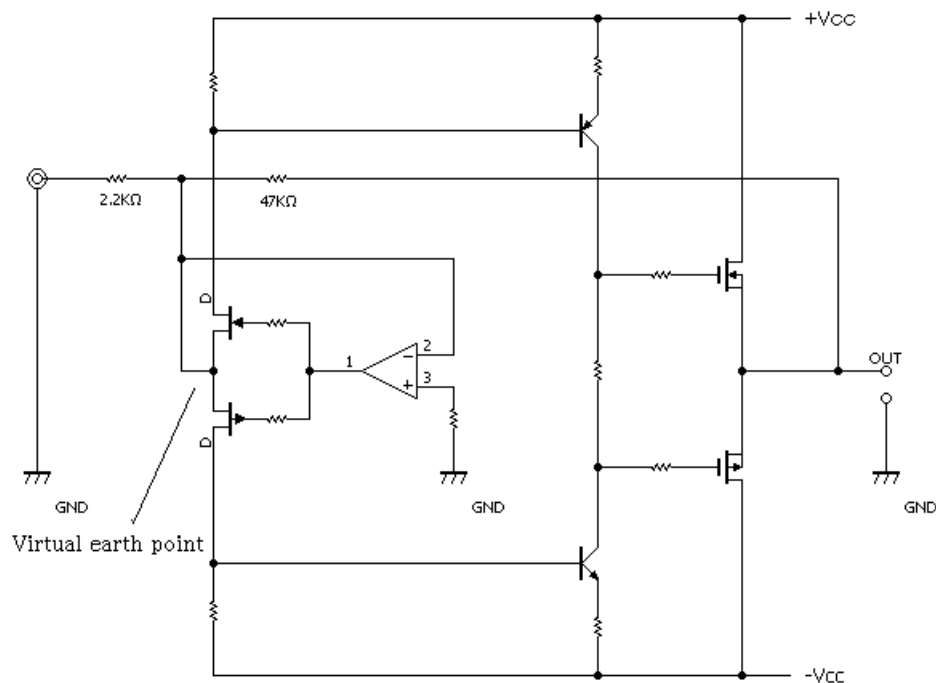 +Vcc
2.2KΩ
47KΩ
D
1
2
−
3
+
OUT
D
GND
GND
GND
Virtual earth point
-Vcc